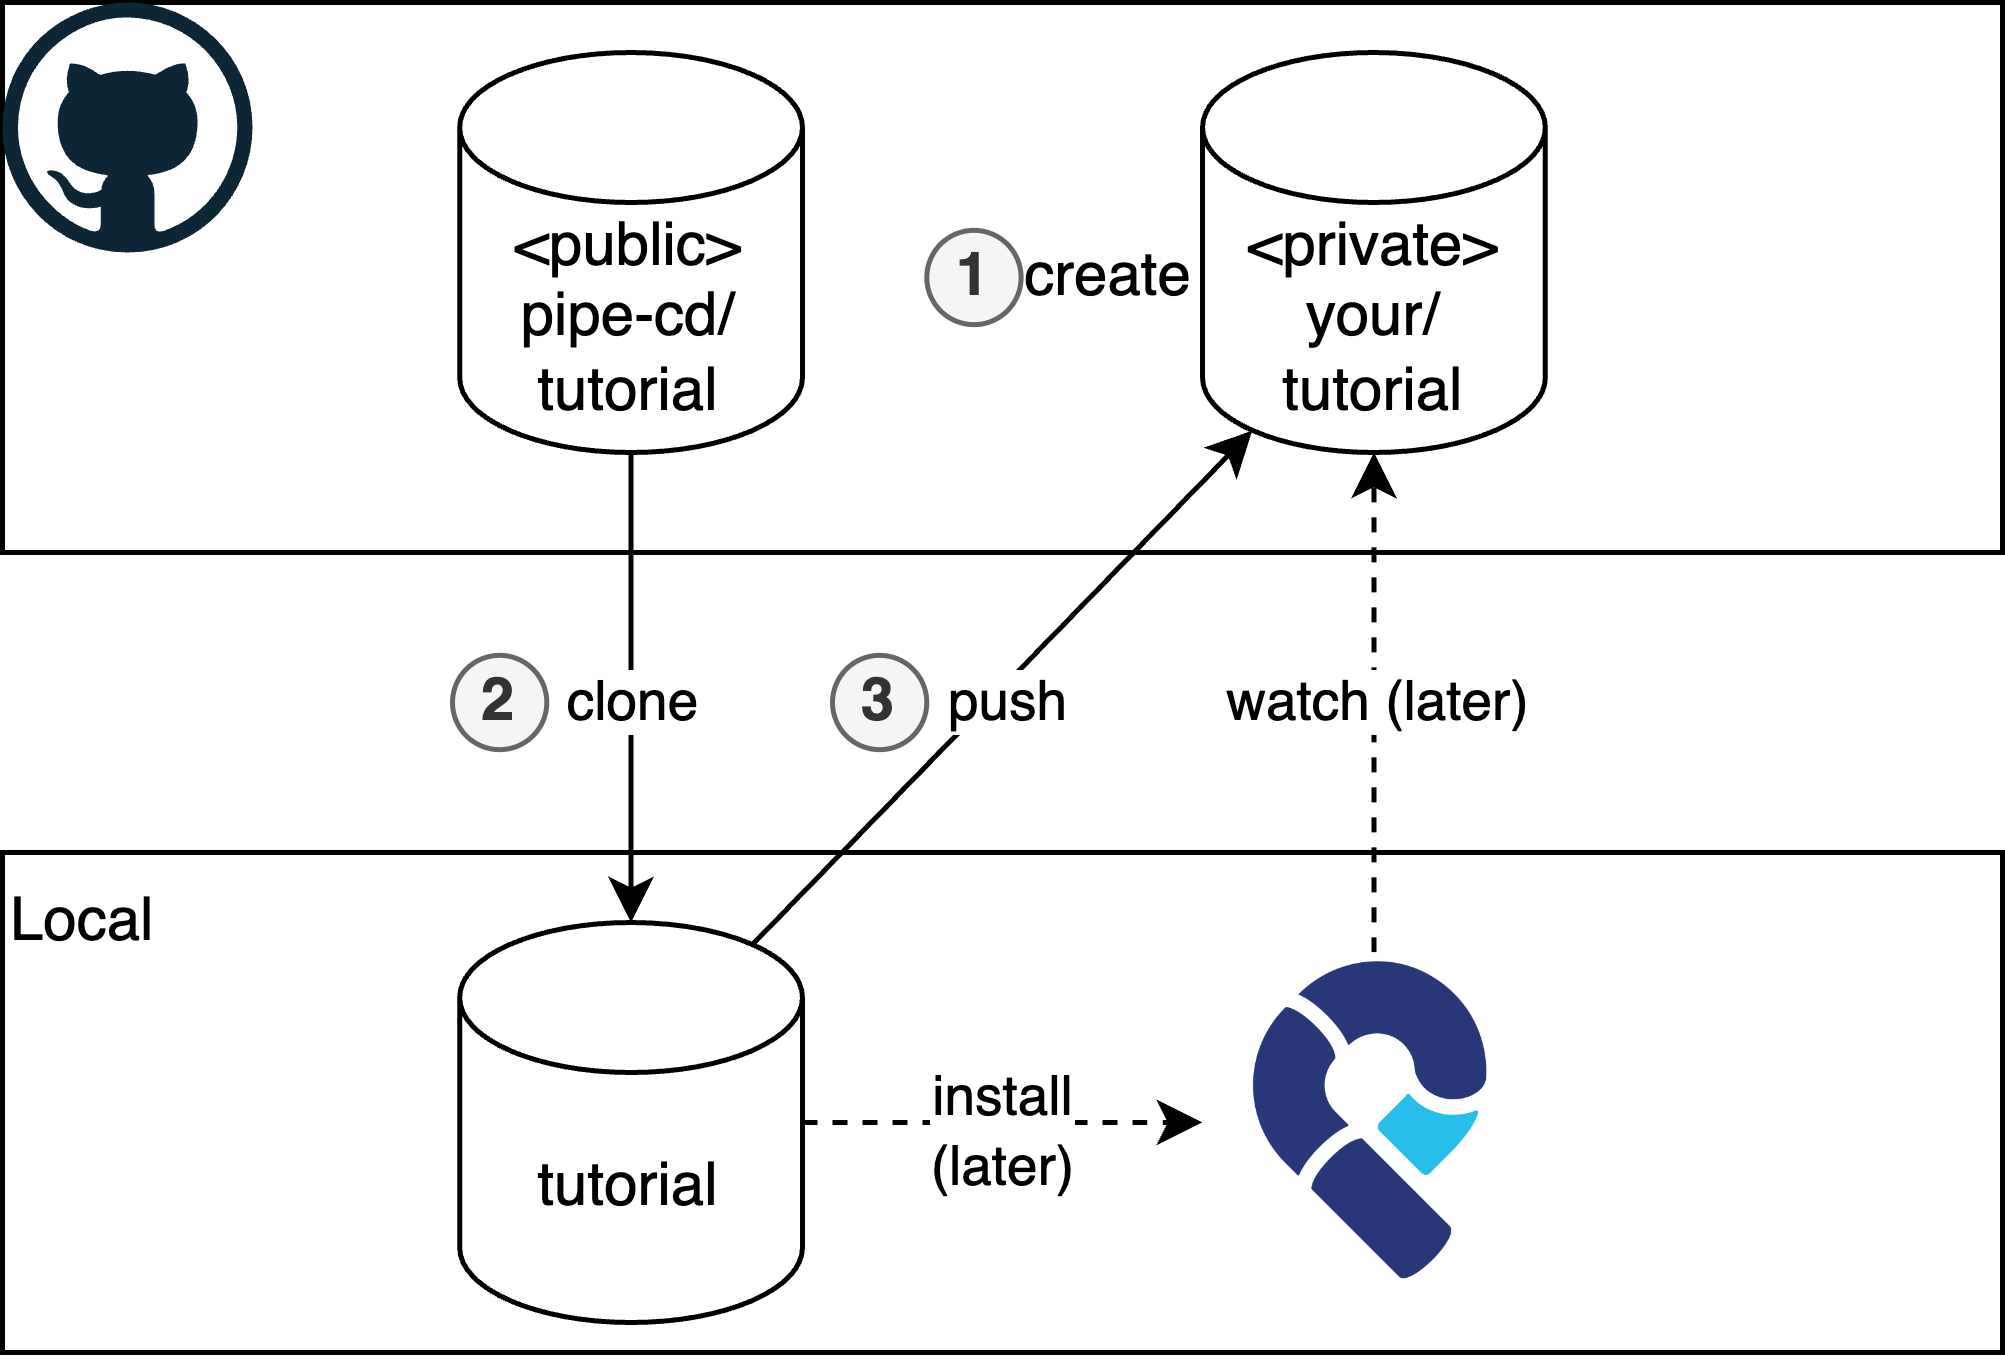 <public>
pipe-cd/
tutorial
1 create
<private>
your/
tutorial
2 clone
3 push
watch (later)
Local
tutorial
install
(later)